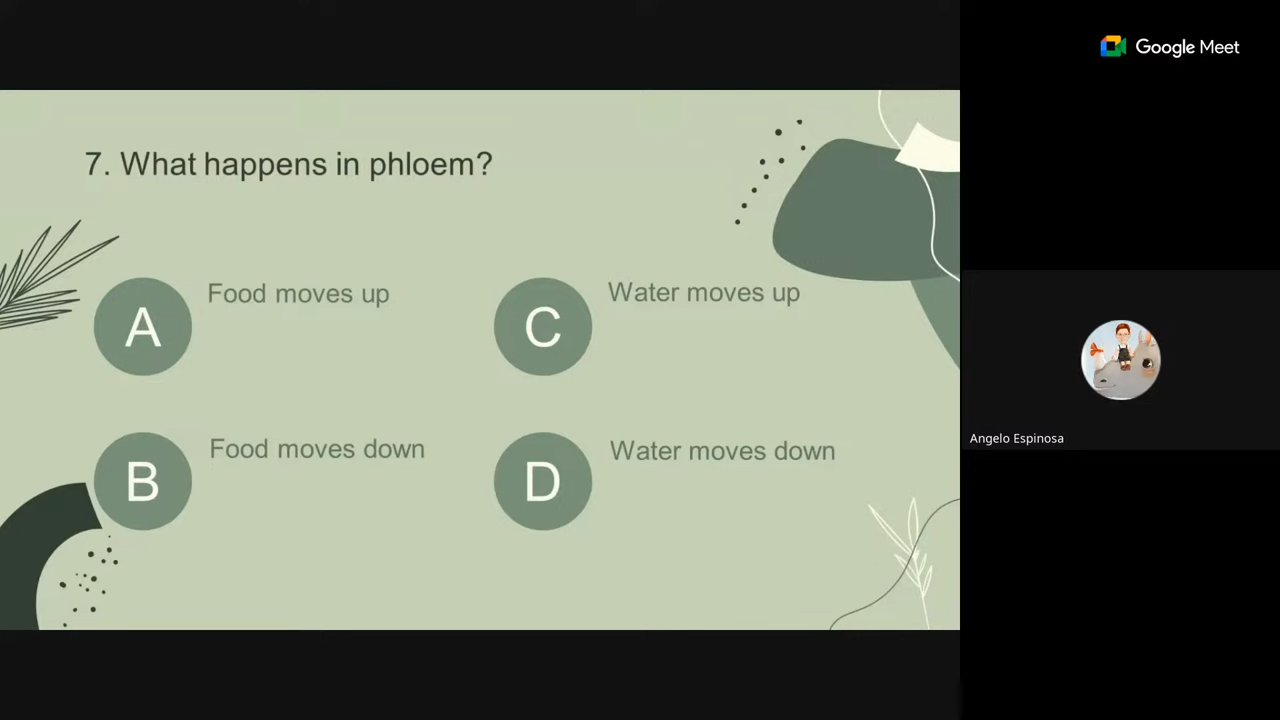 Google Meet
7. What happens in phloem?
A
Food moves up
C
Water moves up
B
Food moves down
D
Water moves down
Angelo Espinosa